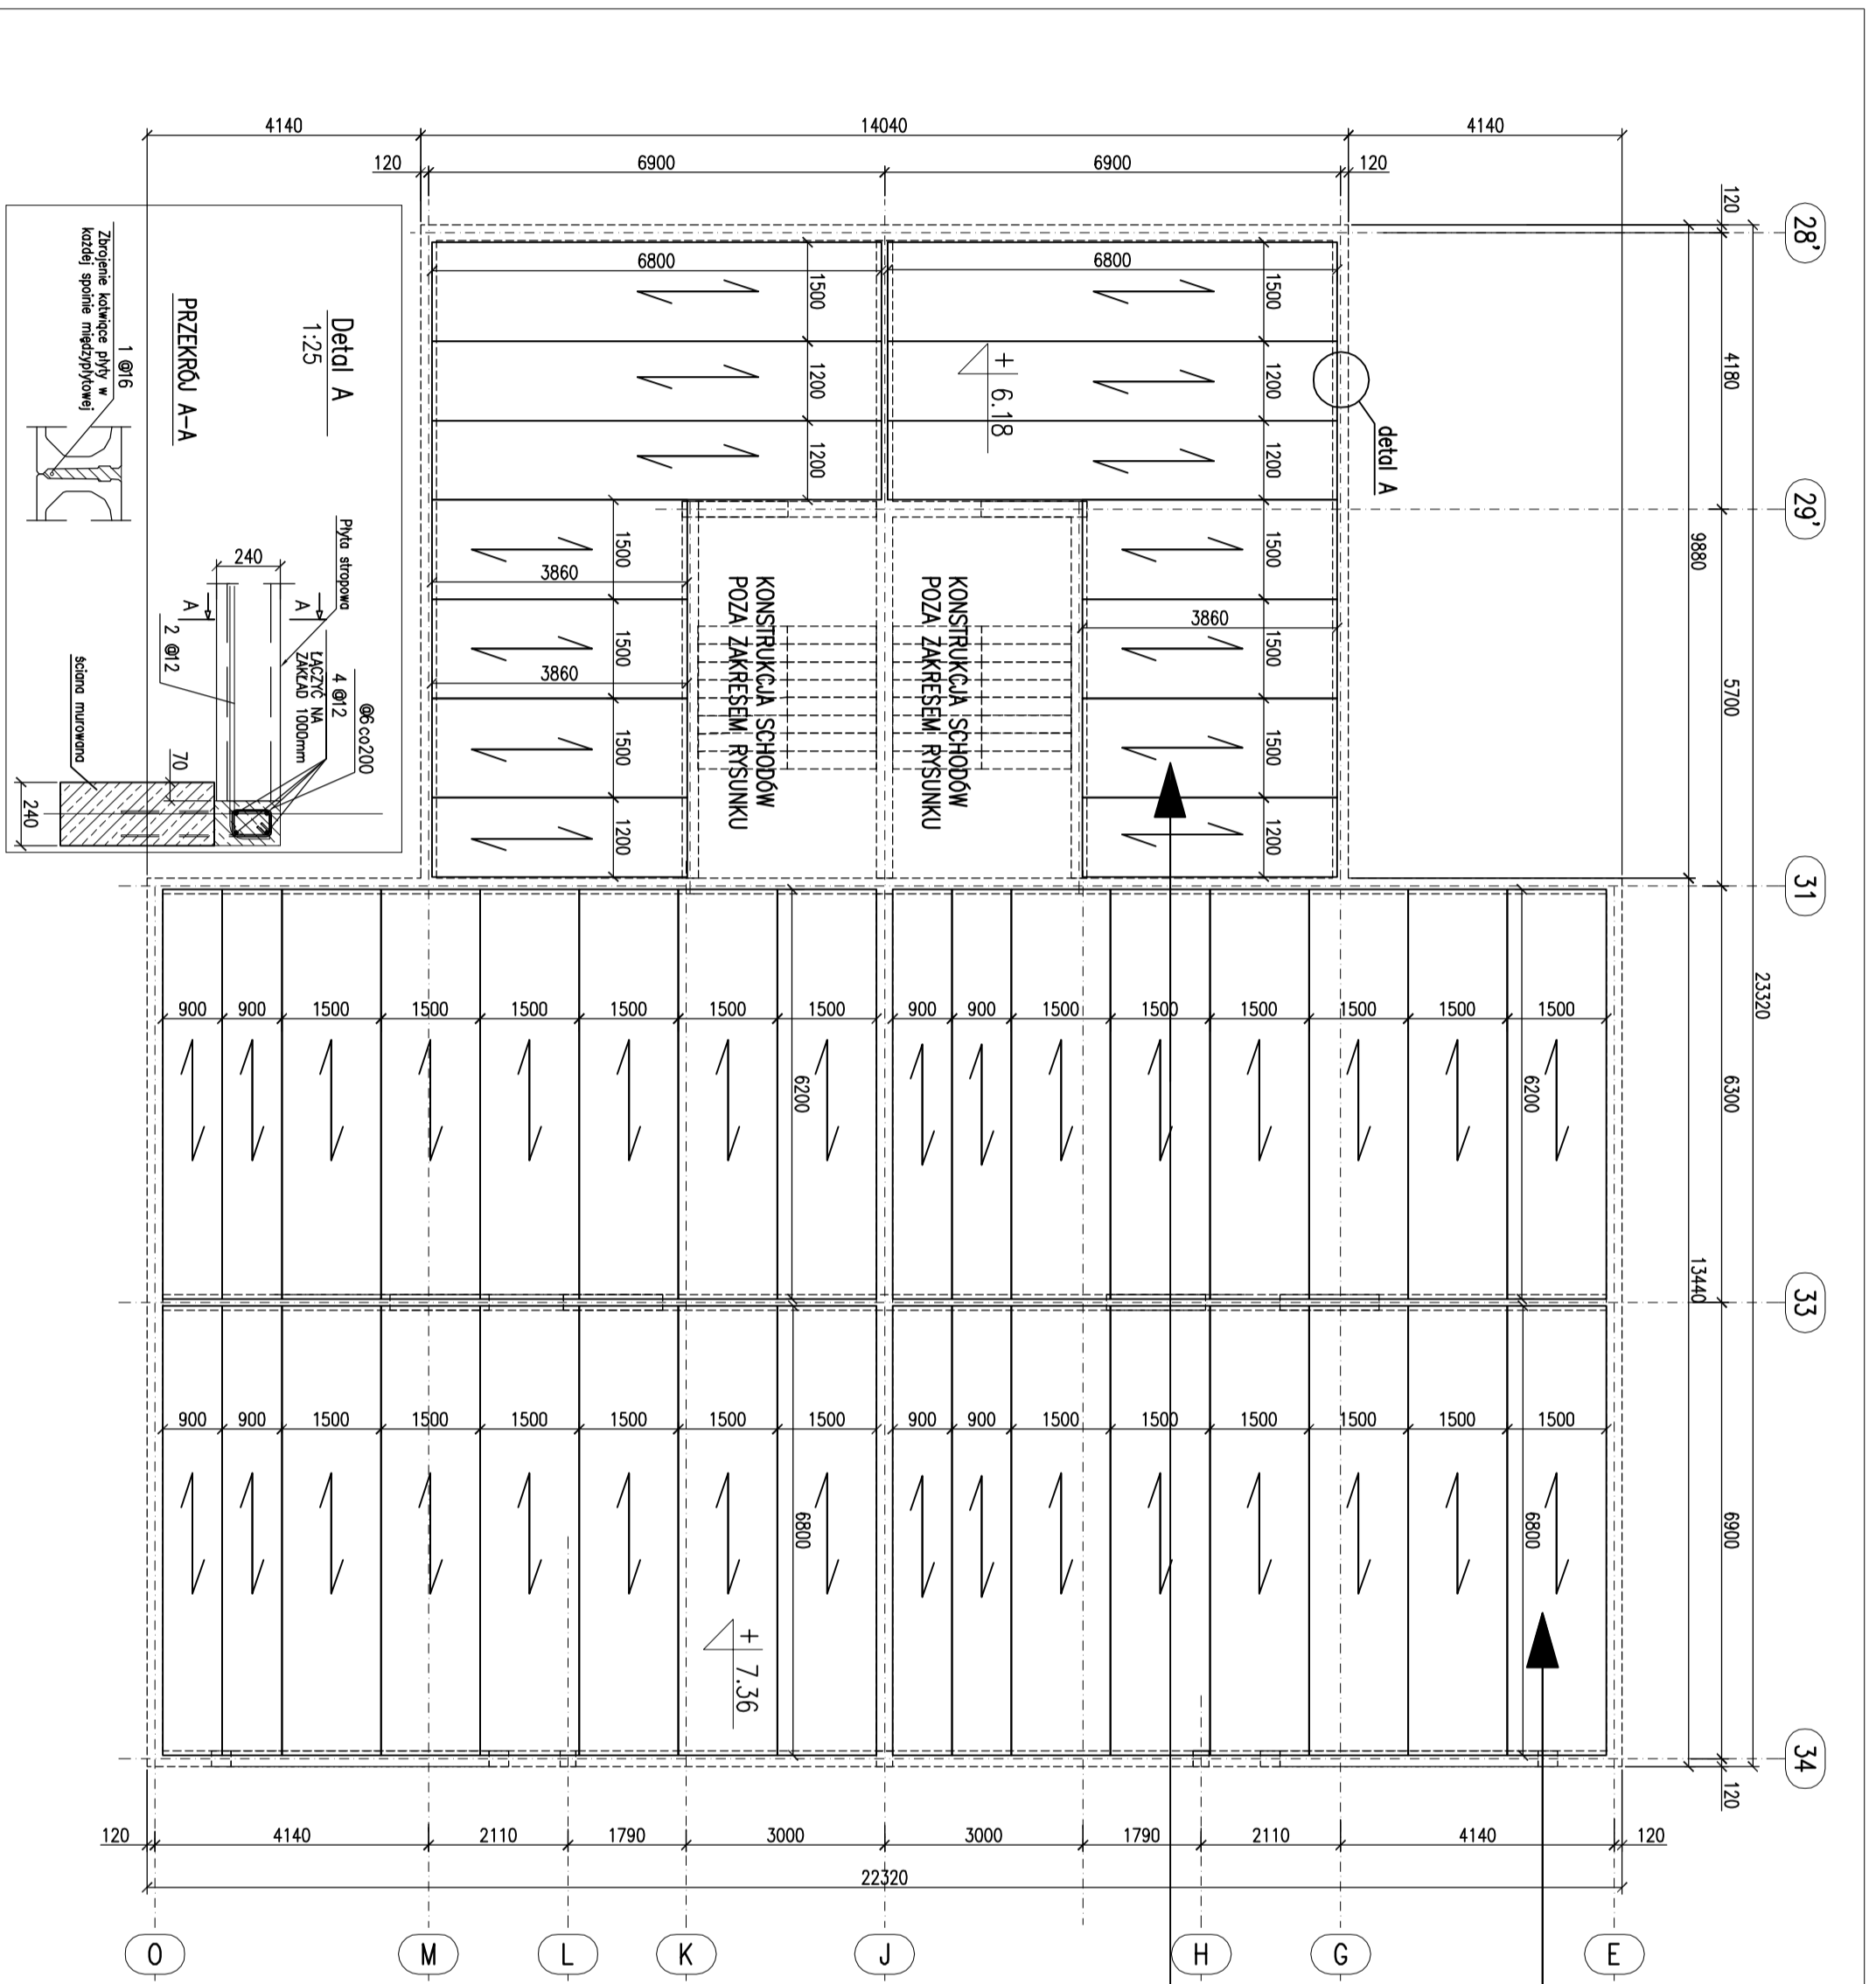 4140
14040
4140
120
6900
6900
120
120
28'
4180
29'
9880
5700
31
23320
6300
13440
33
6900
34
120
6800
1500
6800
1500
1200
1200
+ 6.18
1200
1200
detal A
1500
3860
1500
3860
1500
1200
1500
1500
3860
1500
1200
KONSTRUKCJA SCHODÓW
POZA ZAKRESEM RYSUNKU
KONSTRUKCJA SCHODÓW
POZA ZAKRESEM RYSUNKU
Detal A
1:25
PRZEKRÓJ A-A
1 @16
Zbrojenie kotwiące płyty w
każdej spoinie międzypłytowej
Płyta stropowa
240
A
A
2 @12
@6co200
4 @12
ŁĄCZYĆ NA
ZAKŁAD 1000mm
ściana murowana
70
240
900 900 1500 1500 1500 1500 1500 1500 900 900 1500 1500 1500 1500 1500 1500
6200
6200
900 900 1500 1500 1500 1500 1500 1500 900 900 1500 1500 1500 1500 1500 1500
6800
6800
+ 7.36
120 4140 2110 1790 3000 3000 1790 2110 4140 120
22320
O M L K J H G E